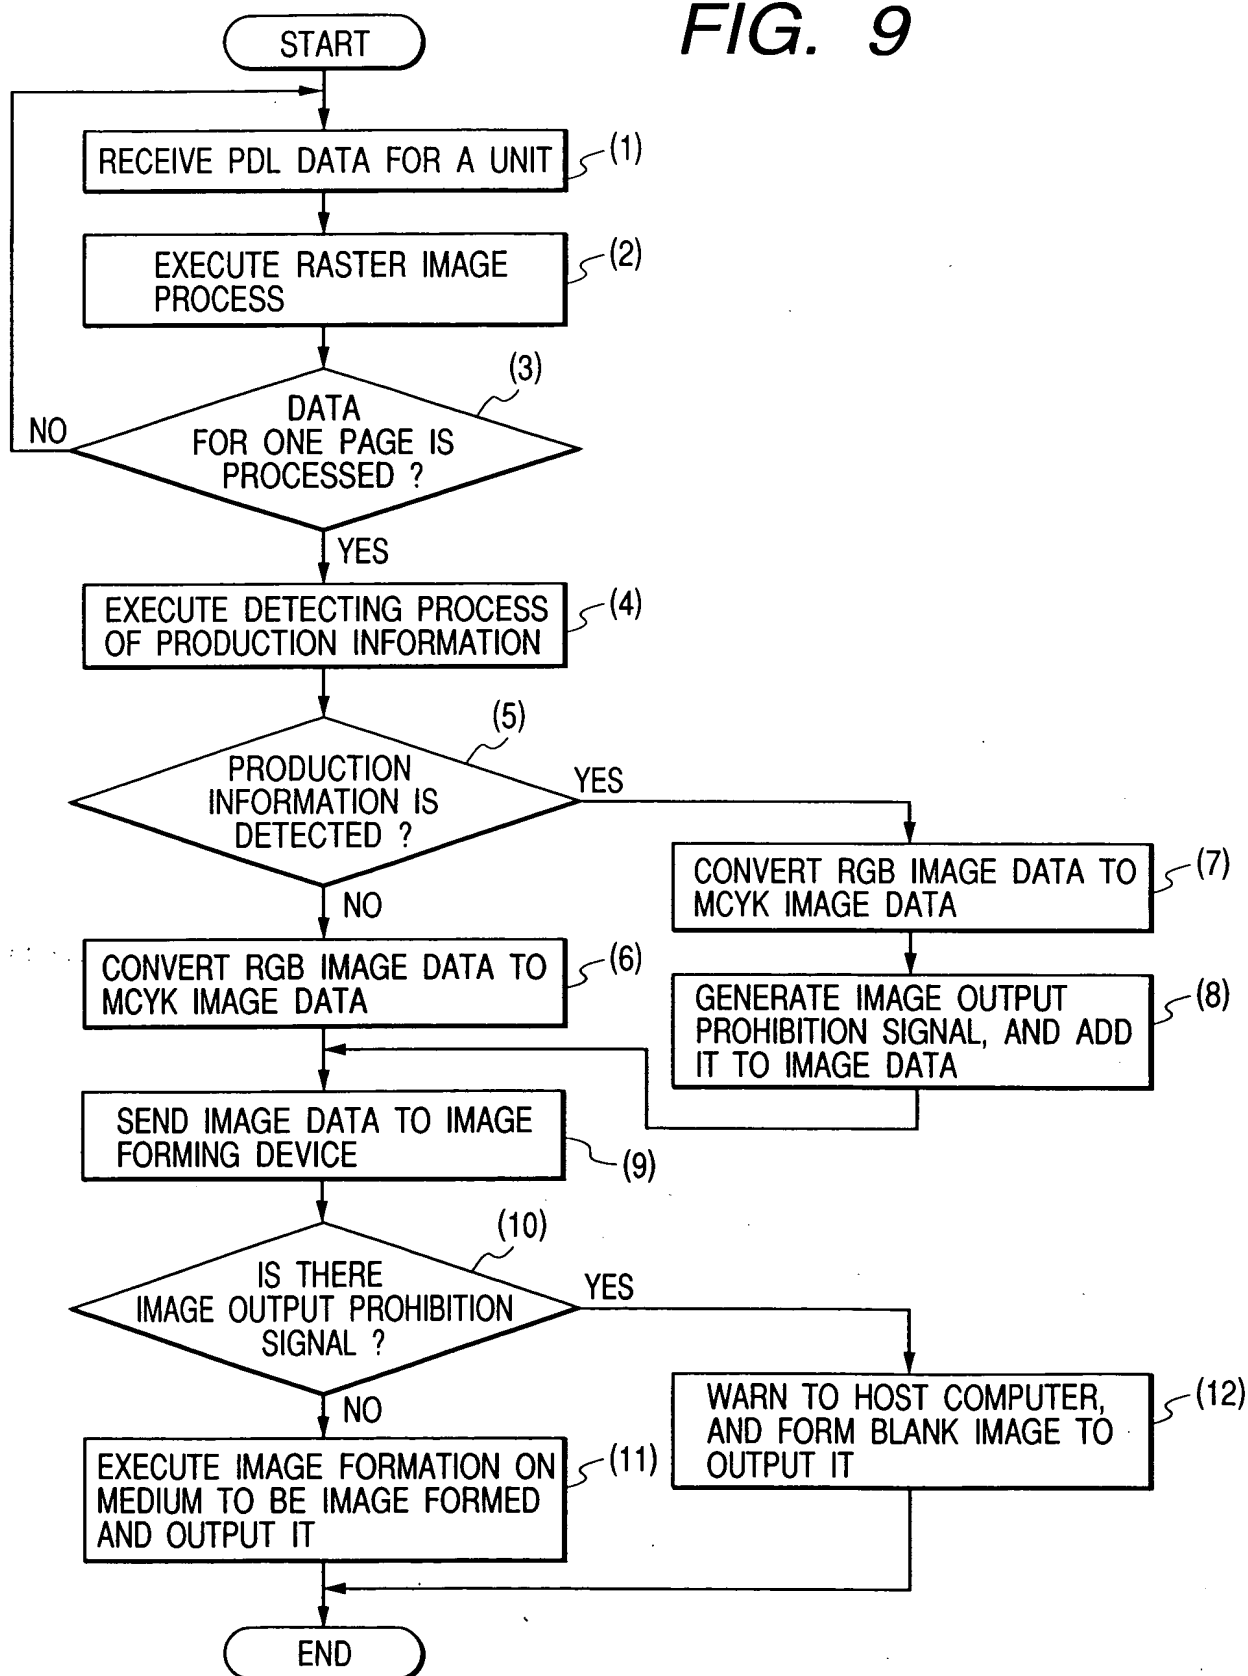 FIG. 9
START
RECEIVE PDL DATA FOR A UNIT
(1)
EXECUTE RASTER IMAGE
PROCESS
(2)
(3)
DATA
FOR ONE PAGE IS
PROCESSED ?
NO
YES
EXECUTE DETECTING PROCESS
OF PRODUCTION INFORMATION
(4)
(5)
PRODUCTION
INFORMATION IS
DETECTED ?
YES
NO
CONVERT RGB IMAGE DATA TO
MCYK IMAGE DATA
(7)
CONVERT RGB IMAGE DATA TO
MCYK IMAGE DATA
(6)
GENERATE IMAGE OUTPUT
PROHIBITION SIGNAL, AND ADD
IT TO IMAGE DATA
(8)
SEND IMAGE DATA TO IMAGE
FORMING DEVICE
(9)
(10)
IS THERE
IMAGE OUTPUT PROHIBITION
SIGNAL ?
YES
NO
WARN TO HOST COMPUTER,
AND FORM BLANK IMAGE TO
OUTPUT IT
(12)
EXECUTE IMAGE FORMATION ON
MEDIUM TO BE IMAGE FORMED
AND OUTPUT IT
(11)
END